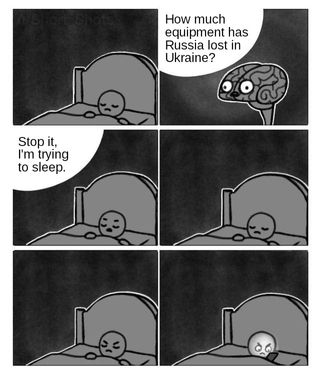 How much
equipment has
Russia lost in
Ukraine?
Stop it,
I'm trying
to sleep.